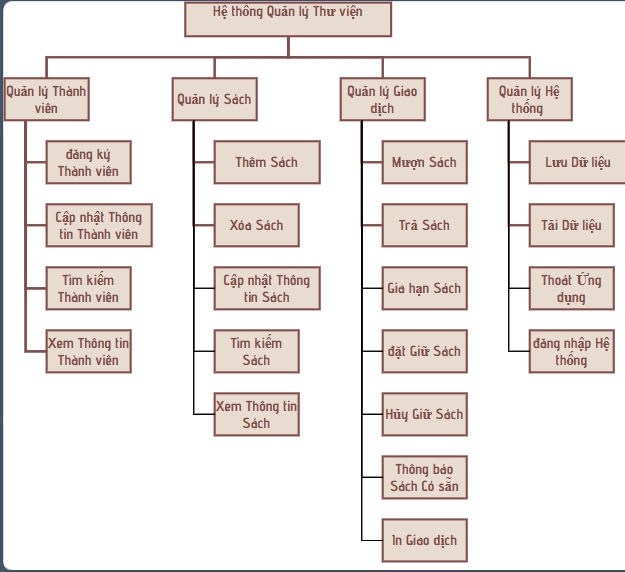 Hệ thống Quản lý Thư viện
Quản lý Thành
viên
Quản lý Sách
Quản lý Giao
dịch
Quản lý Hệ
thống
đăng ký
Thành viên
Cập nhật Thông
tin Thành viên
Tìm kiếm
Thành viên
Xem Thông tin
Thành viên
Thêm Sách
Xóa Sách
Cập nhật Thông
tin Sách
Tìm kiếm
Sách
Xem Thông tin
Sách
Mượn Sách
Trả Sách
Gia hạn Sách
đặt Giữ Sách
Hủy Giữ Sách
Thông báo
Sách Có sẵn
In Giao dịch
Lưu Dữ liệu
Tải Dữ liệu
Thoát Ứng
dụng
đăng nhập Hệ
thống